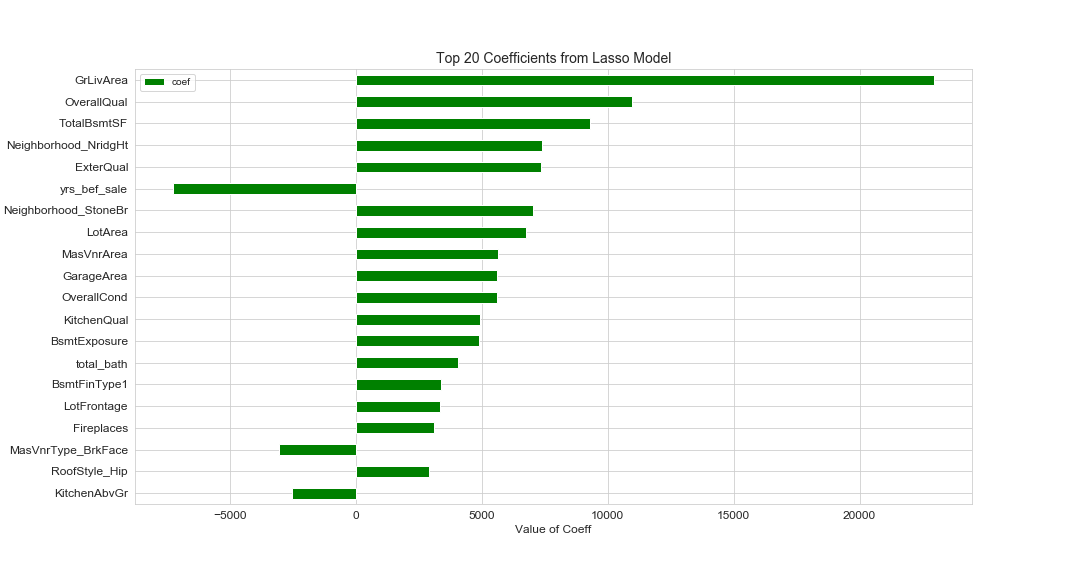 Top 20 Coefficients from Lasso Model
coef
GrLivArea
OverallQual
TotalBsmtSF
Neighborhood_NridgHt
ExterQual
yrs_bef_sale
Neighborhood_StoneBr
LotArea
MasVnrArea
GarageArea
OverallCond
KitchenQual
BsmtExposure
total_bath
BsmtFinType1
LotFrontage
Fireplaces
MasVnrType_BrkFace
RoofStyle_Hip
KitchenAbvGr
−5000 0 5000 10000 15000 20000
Value of Coeff